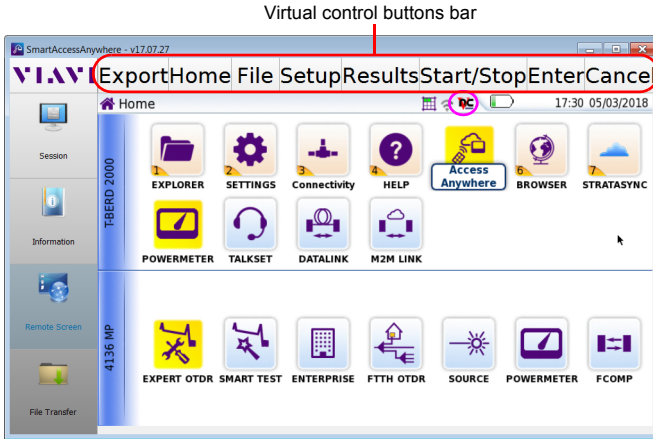 Virtual control buttons bar
SmartAccessAnywhere - v17.07.27
VIAVI
Export Home File Setup Results Start/Stop Enter Cance
Home
17:30 05/03/2018
Session
Information
Remote Screen
File Transfer
T-BERD 2000
1 2 3 4 6 7
EXPLORER SETTINGS Connectivity HELP Access Anywhere BROWSER STRATASYNC
POWERMETER TALKSET DATALINK M2M LINK
4136 MP
EXPERT OTDR SMART TEST ENTERPRISE FTTH OTDR SOURCE POWERMETER FCOMP